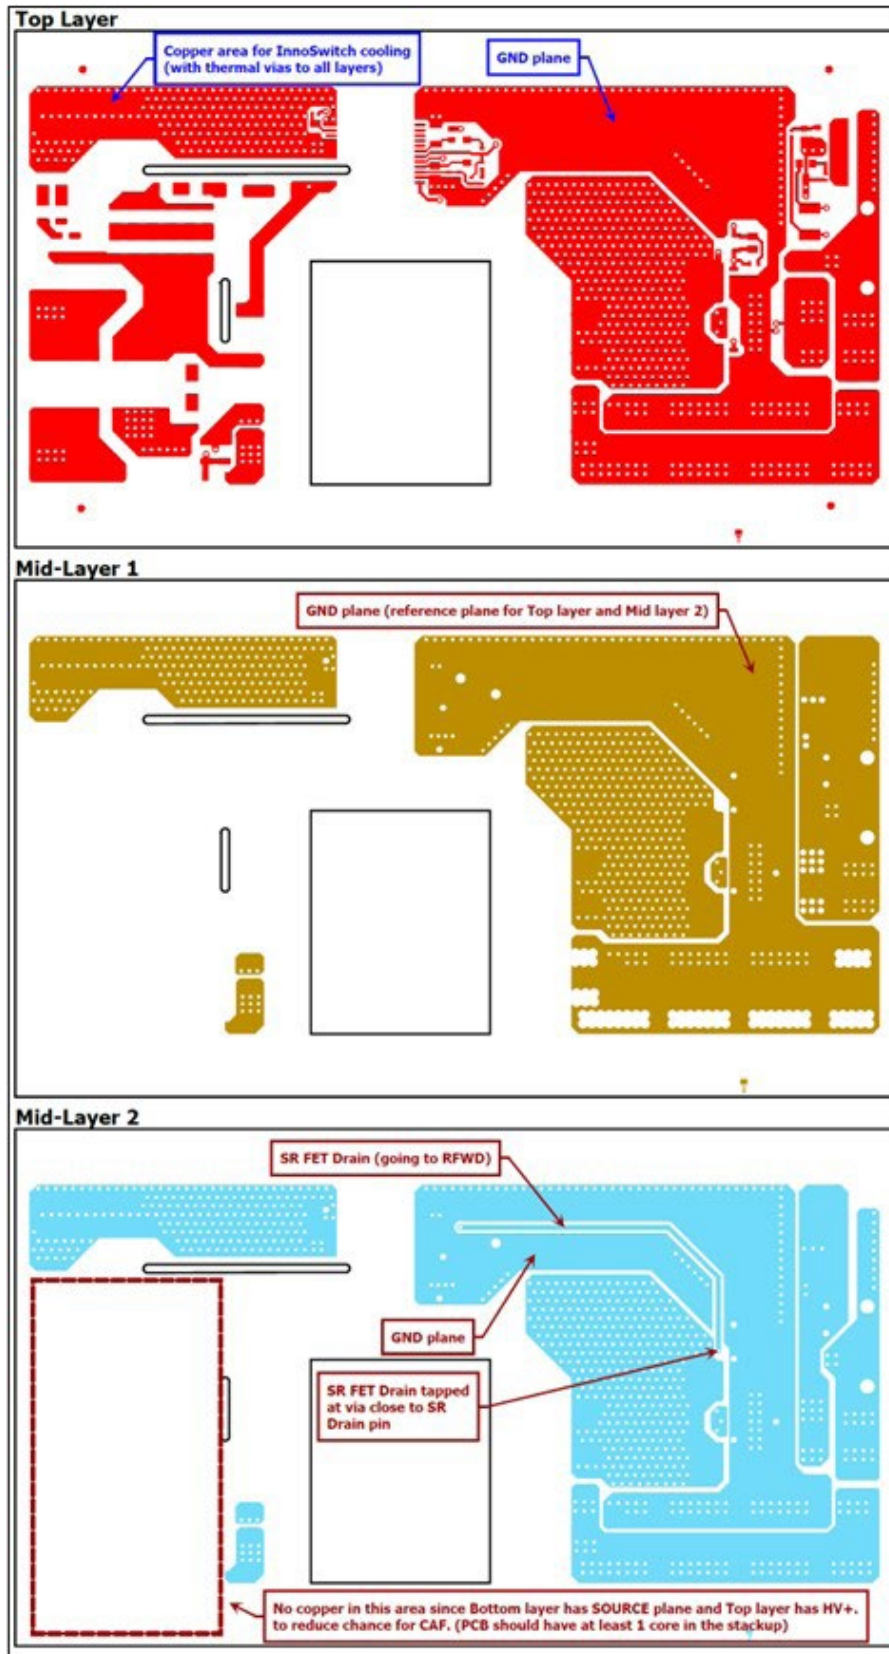 Top Layer
Copper area for InnoSwitch cooling
(with thermal vias to all layers)
GND plane
Mid-Layer 1
GND plane (reference plane for Top layer and Mid layer 2)
Mid-Layer 2
SR FET Drain (going to RFWD)
GND plane
SR FET Drain tapped
at via close to SR
Drain pin
No copper in this area since Bottom layer has SOURCE plane and Top layer has HV+.
to reduce chance for CAF. (PCB should have at least 1 core in the stackup)